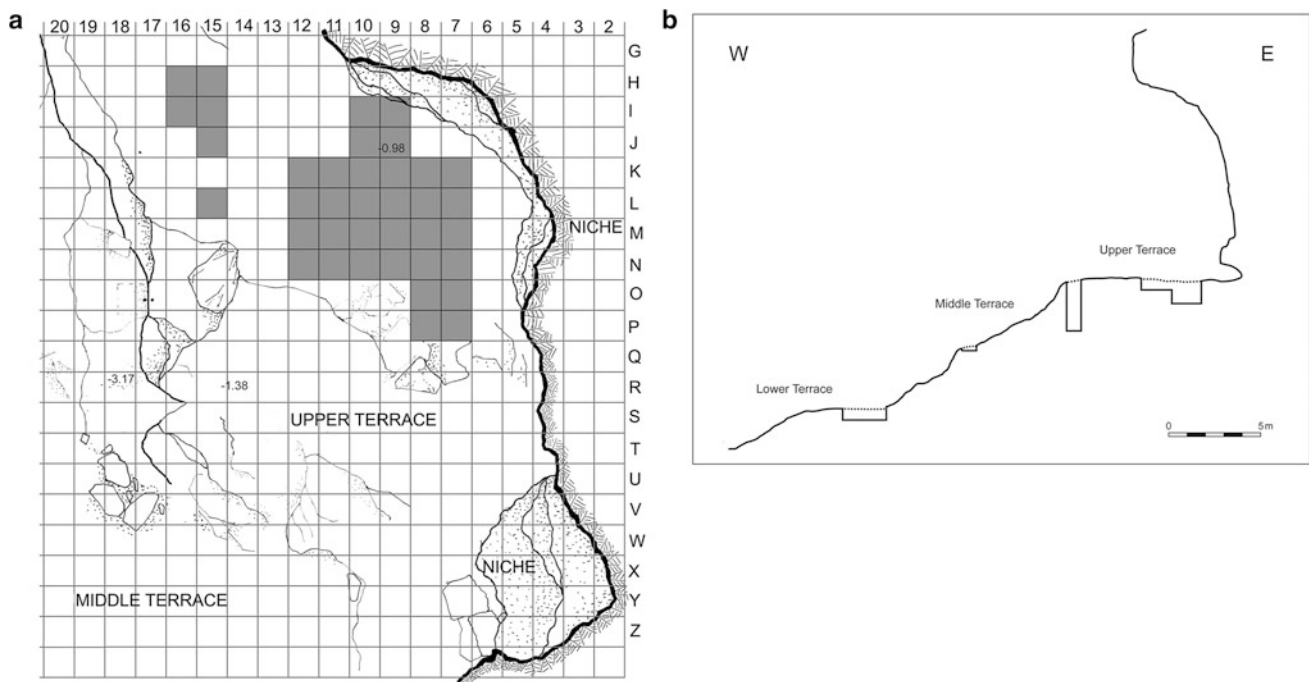 a
20 19 18 17 16 15 14 13 12 11 10 9 8 7 6 5 4 3 2
G
H
I
J
-0.98
K
L
M
NICHE
N
O
P
Q
R
-3.17
-1.38
S
UPPER TERRACE
T
U
V
W
NICHE
X
Y
MIDDLE TERRACE
Z
b
W
E
Upper Terrace
Middle Terrace
Lower Terrace
0 5m